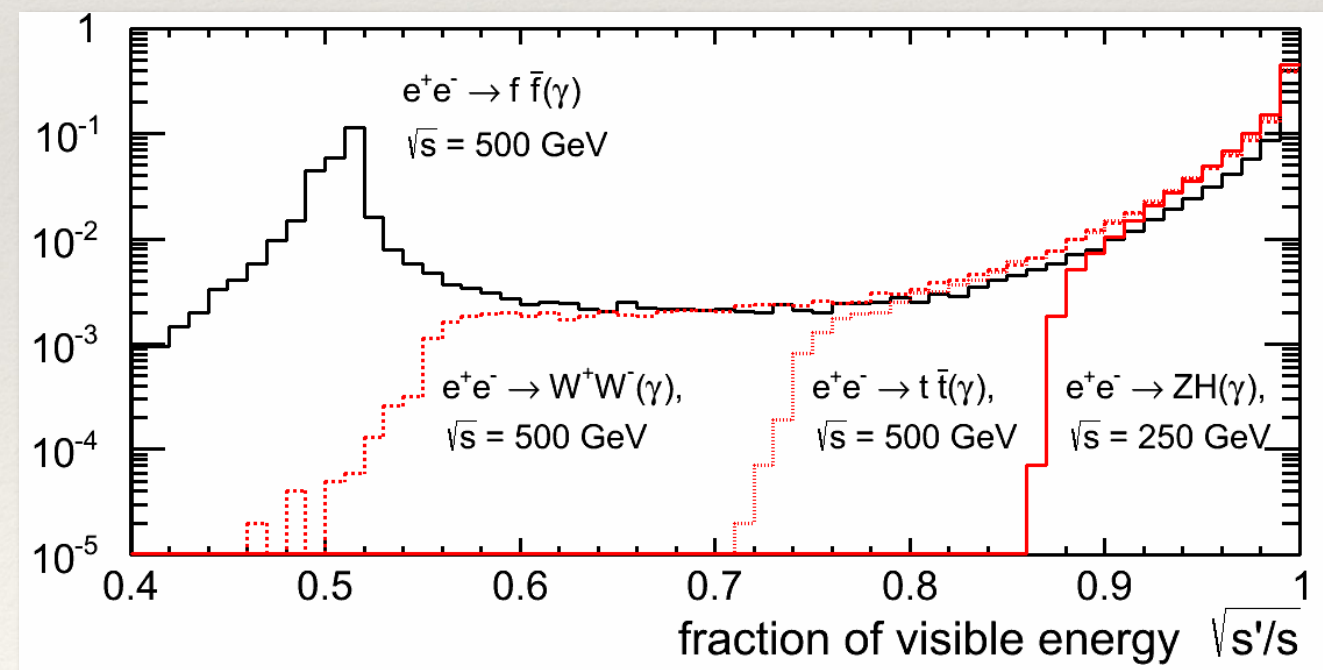 1
e⁺e⁻ → f f̄(γ)
√s = 500 GeV
10⁻¹
10⁻²
10⁻³
e⁺e⁻ → W⁺W⁻(γ),
√s = 500 GeV
e⁺e⁻ → t t̄(γ),
√s = 500 GeV
e⁺e⁻ → ZH(γ),
√s = 250 GeV
10⁻⁴
10⁻⁵
0.4 0.5 0.6 0.7 0.8 0.9 1
fraction of visible energy √s'/s